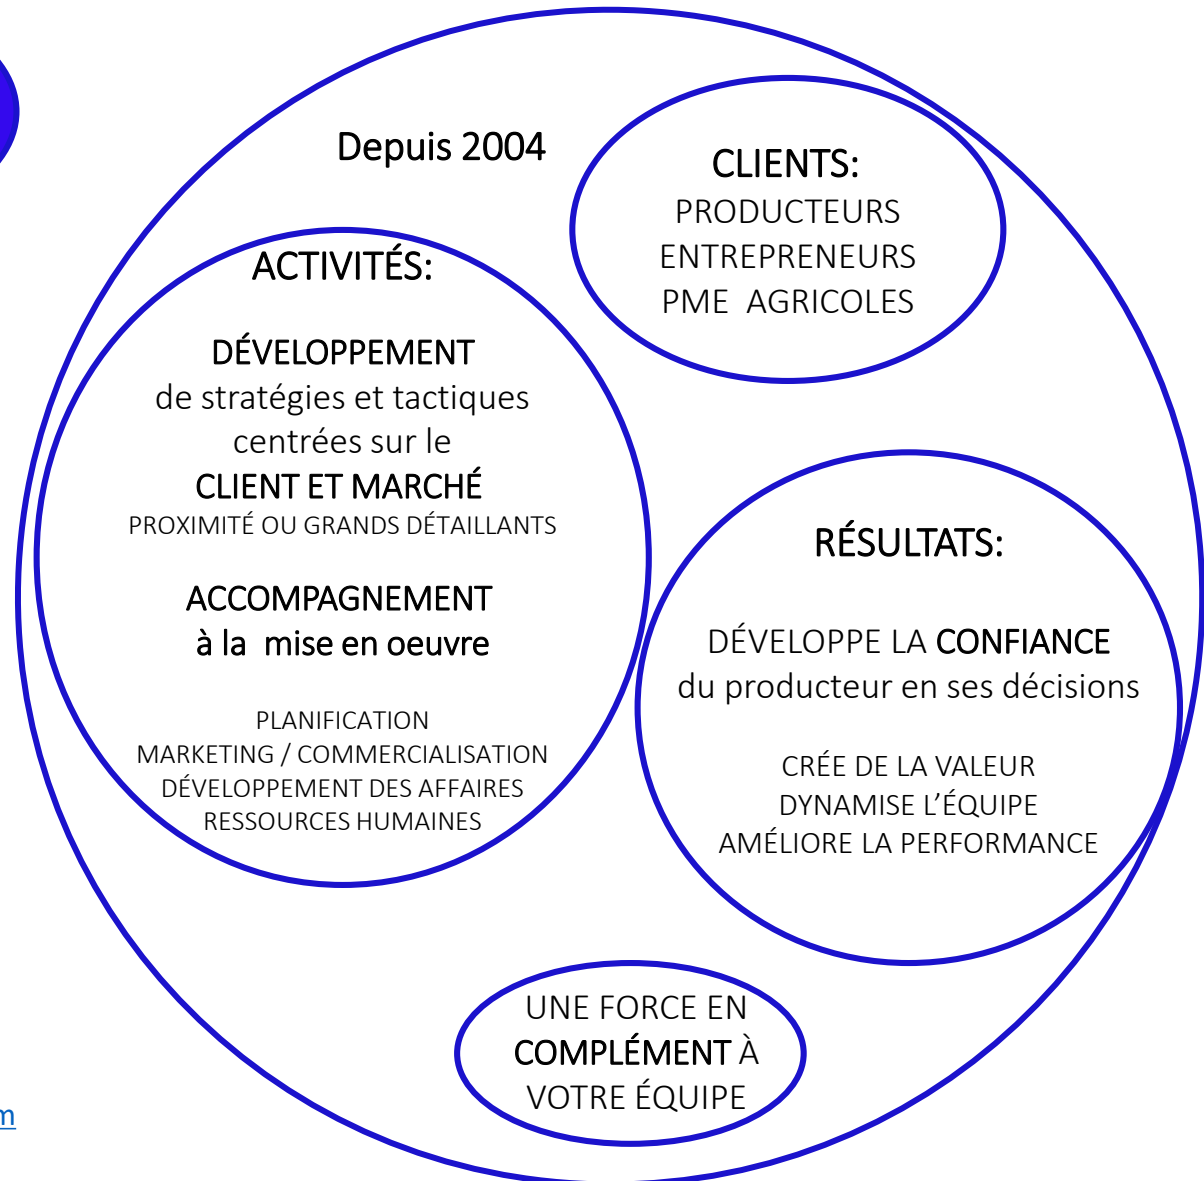 Depuis 2004
CLIENTS:
PRODUCTEURS
ENTREPRENEURS
PME  AGRICOLES
ACTIVITÉS:
DÉVELOPPEMENT
de stratégies et tactiques
centrées sur le
CLIENT ET MARCHÉ
PROXIMITÉ OU GRANDS DÉTAILLANTS
ACCOMPAGNEMENT
à la  mise en oeuvre
PLANIFICATION
MARKETING / COMMERCIALISATION
DÉVELOPPEMENT DES AFFAIRES
RESSOURCES HUMAINES
RÉSULTATS:
DÉVELOPPE LA CONFIANCE
du producteur en ses décisions
CRÉE DE LA VALEUR
DYNAMISE L’ÉQUIPE
AMÉLIORE LA PERFORMANCE
UNE FORCE EN
COMPLÉMENT À
VOTRE ÉQUIPE
m